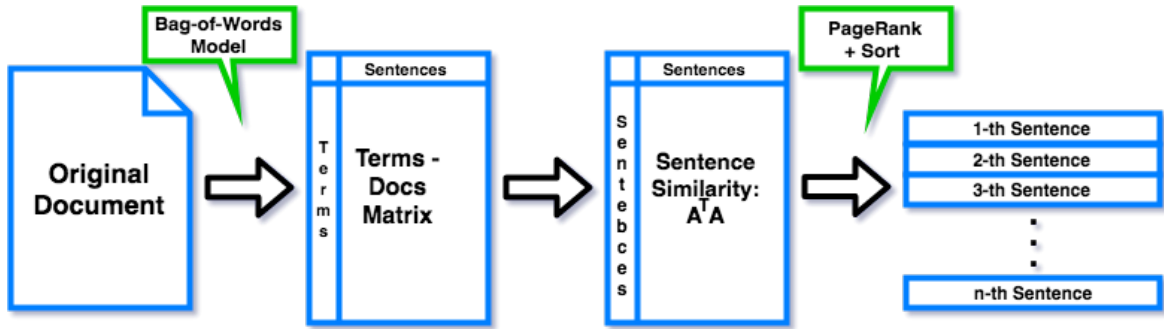 Bag-of-Words
Model
PageRank
+ Sort
Original
Document
Sentences
Terms
Terms -
Docs
Matrix
Sentences
Sentebces
Sentence
Similarity:
AᵀA
1-th Sentence
2-th Sentence
3-th Sentence
n-th Sentence